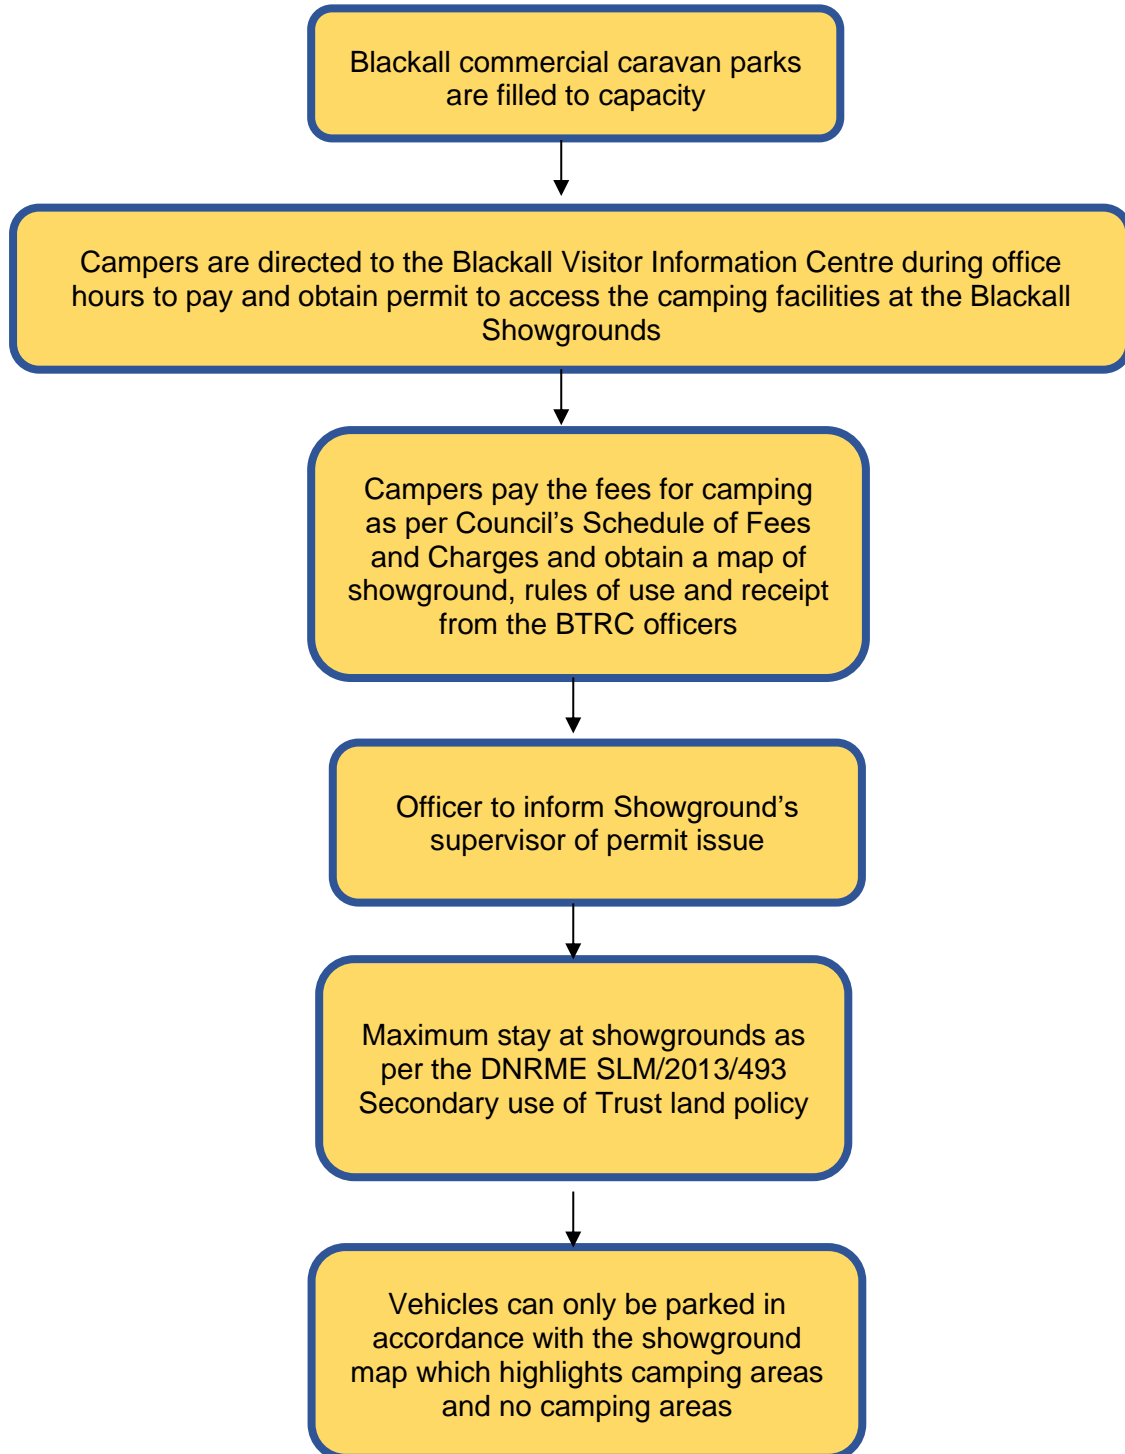 Blackall commercial caravan parks
are filled to capacity
Campers are directed to the Blackall Visitor Information Centre during office
hours to pay and obtain permit to access the camping facilities at the Blackall
Showgrounds
Campers pay the fees for camping
as per Council’s Schedule of Fees
and Charges and obtain a map of
showground, rules of use and receipt
from the BTRC officers
Officer to inform Showground’s
supervisor of permit issue
Maximum stay at showgrounds as
per the DNRME SLM/2013/493
Secondary use of Trust land policy
Vehicles can only be parked in
accordance with the showground
map which highlights camping areas
and no camping areas